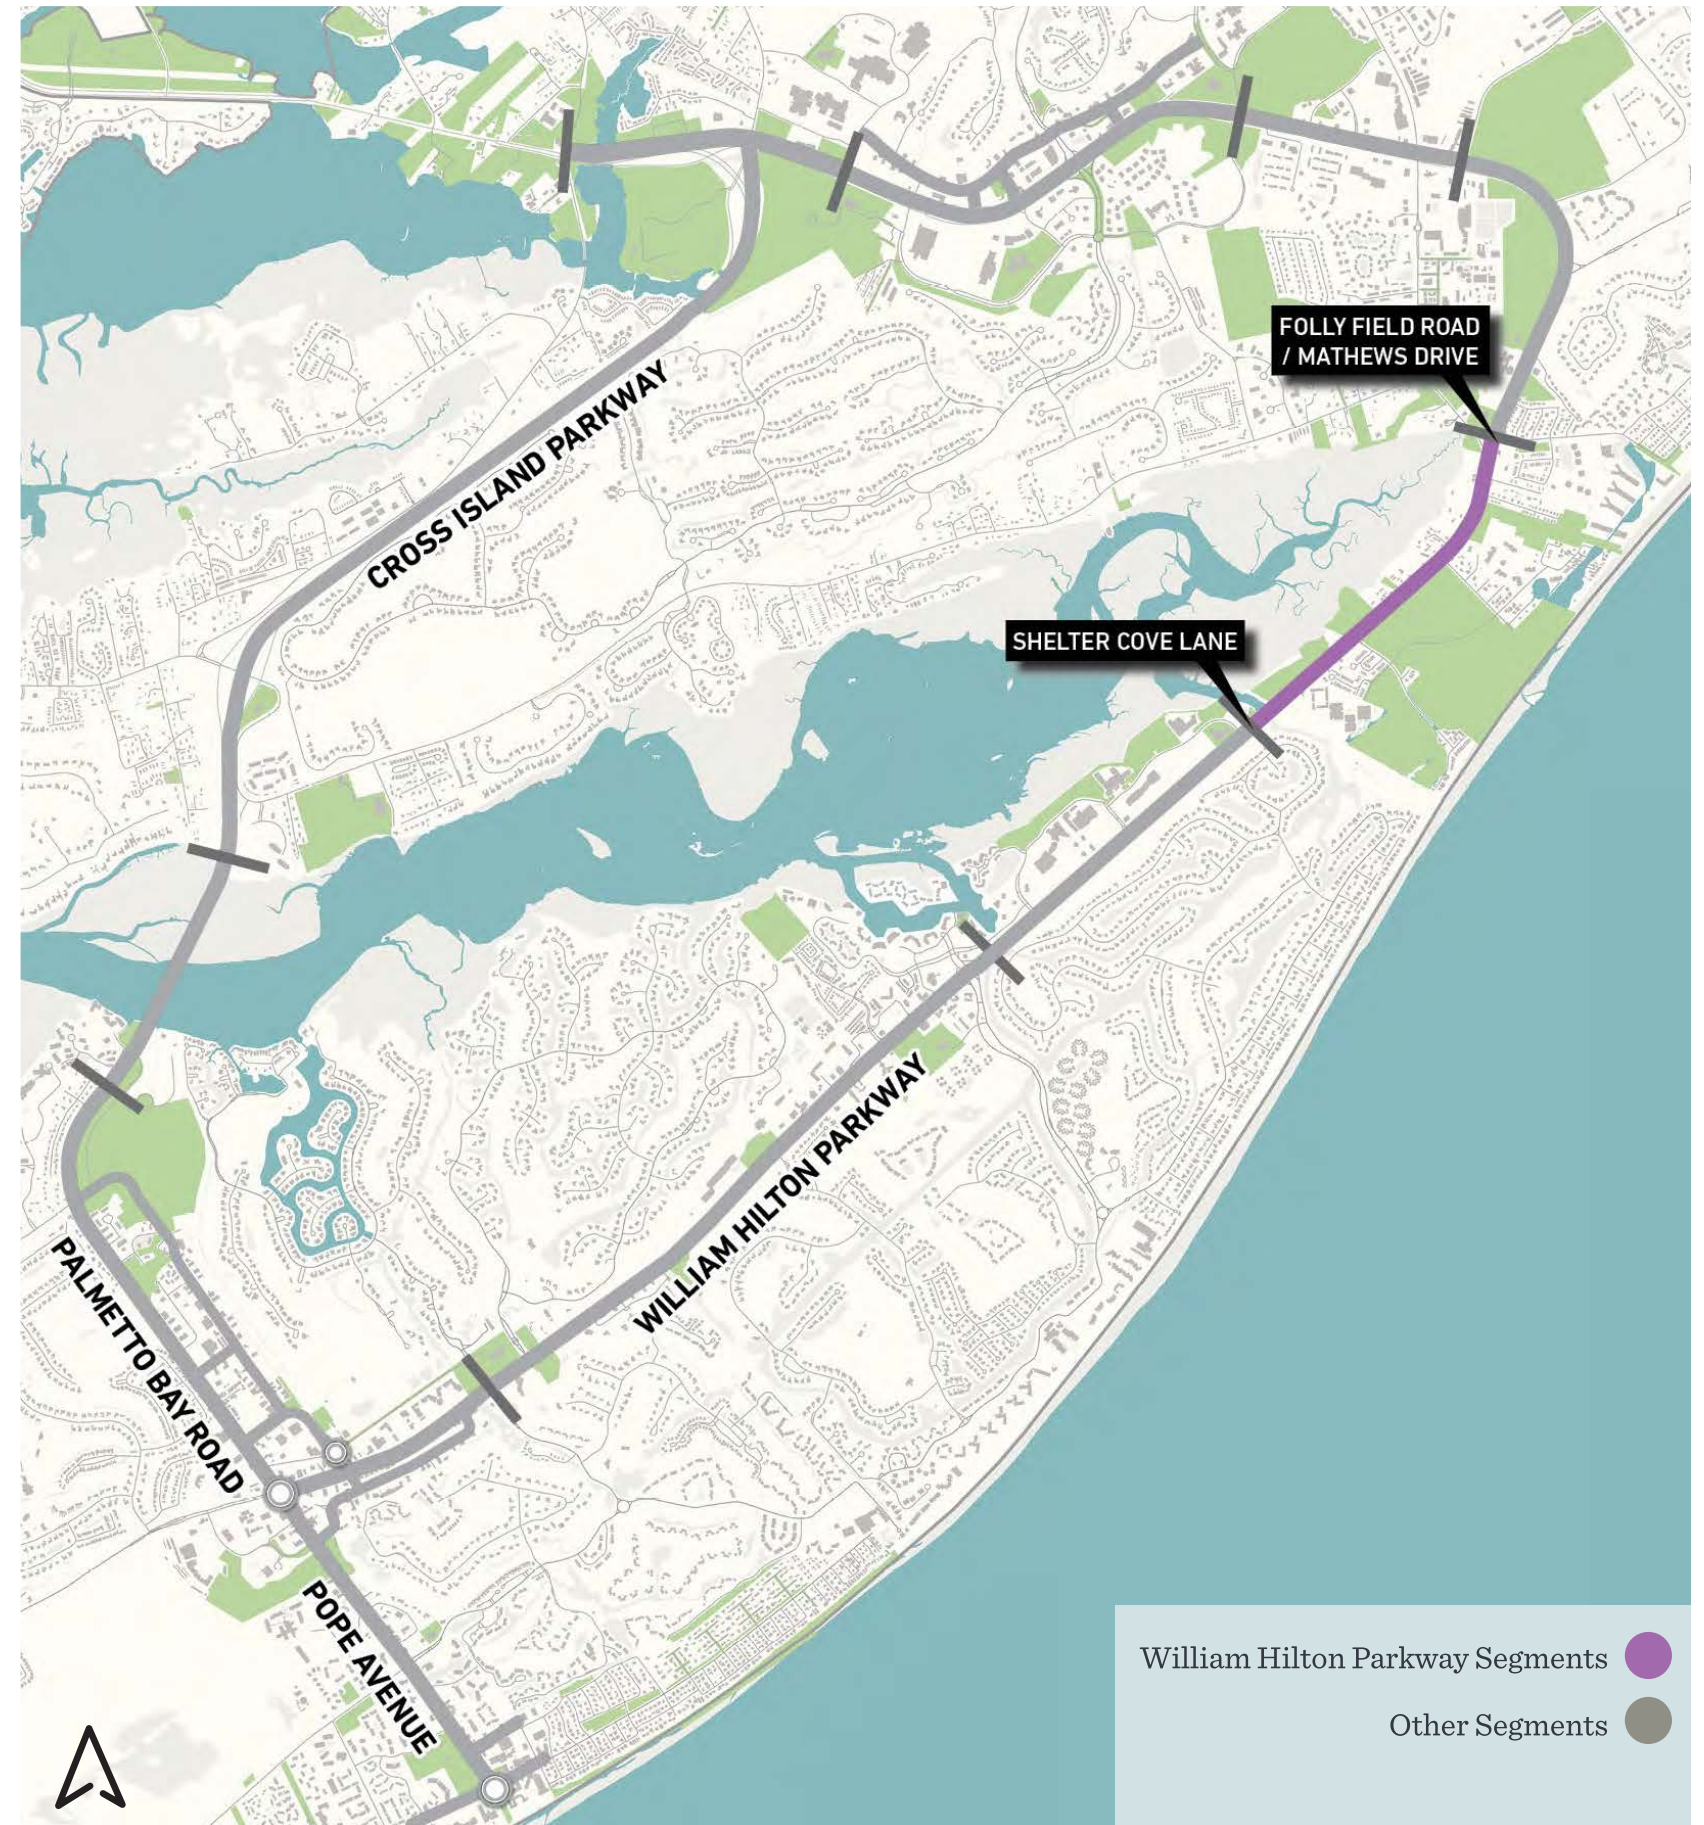 FOLLY FIELD ROAD
/ MATHEWS DRIVE
CROSS ISLAND PARKWAY
SHELTER COVE LANE
WILLIAM HILTON PARKWAY
PALMETTO BAY ROAD
POPE AVENUE
William Hilton Parkway Segments
Other Segments